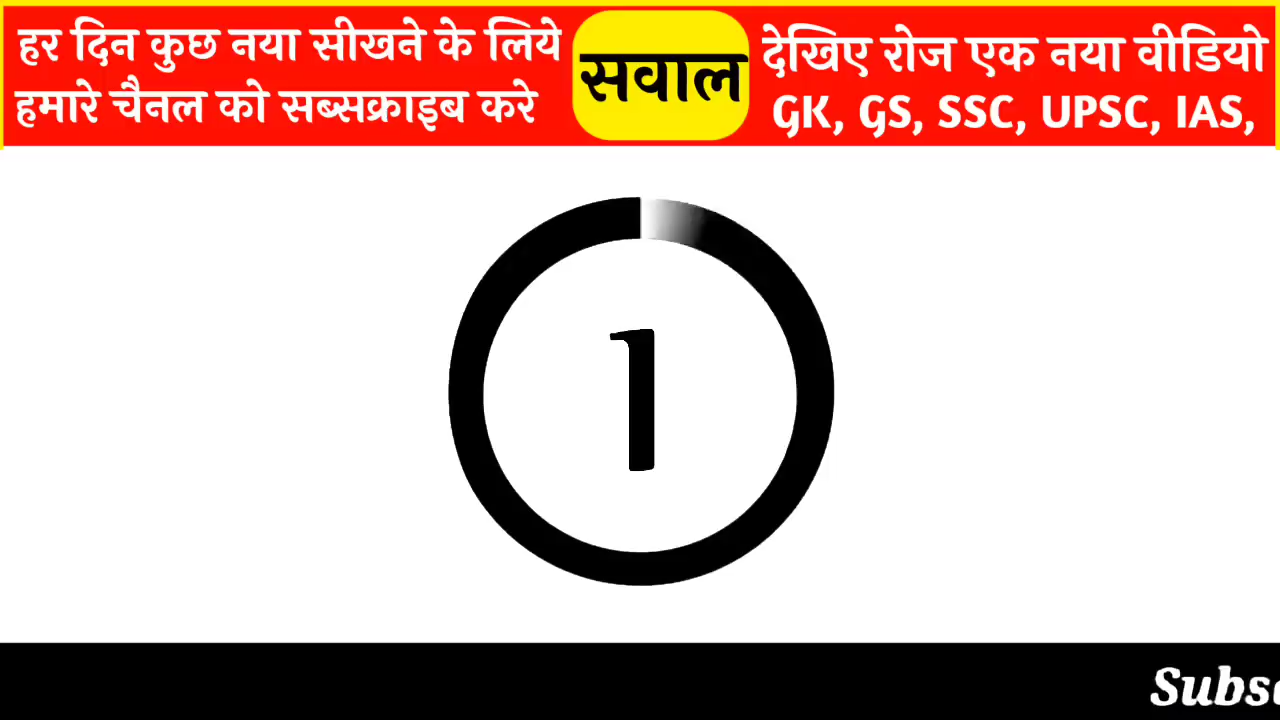 हर दिन कुछ नया सीखने के लिये
हमारे चैनल को सब्सक्राइब करे
सवाल
देखिए रोज एक नया वीडियो
GK, GS, SSC, UPSC, IAS,
1